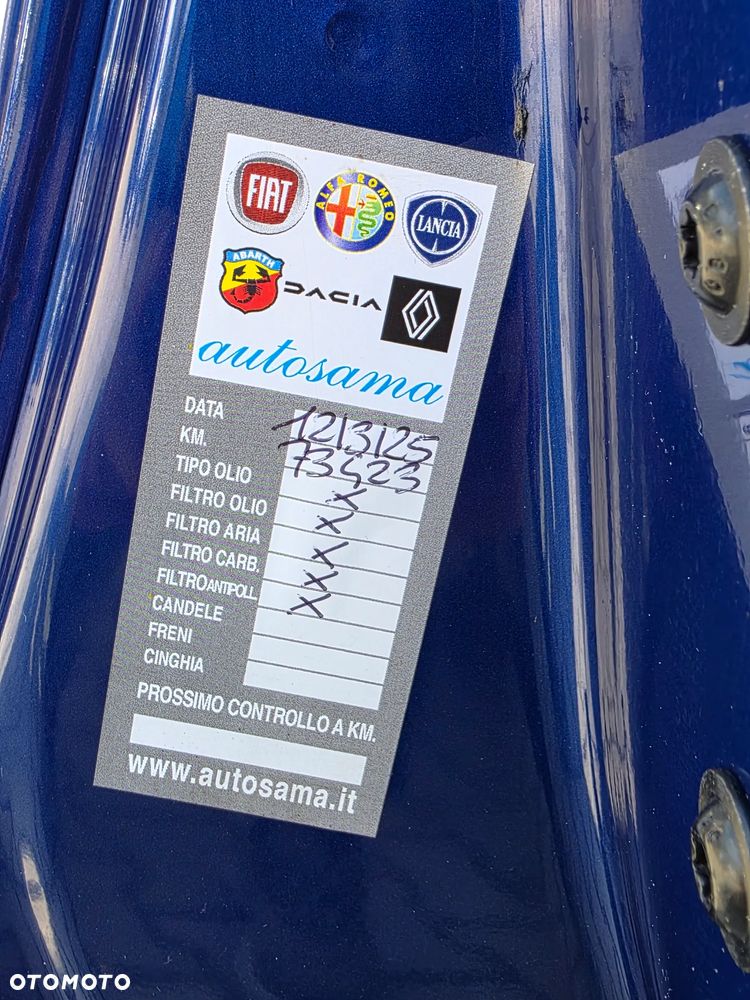 FIAT
ALFA ROMEO
LANCIA
ABARTH
DACIA
autosama
DATA 12/3/25
KM. 73423
TIPO OLIO X
FILTRO OLIO X
FILTRO ARIA X
FILTRO CARB. X
FILTRO ANTIPOLL. X
CANDELE
FRENI
CINGHIA
PROSSIMO CONTROLLO A KM.
www.autosama.it
OTOMOTO